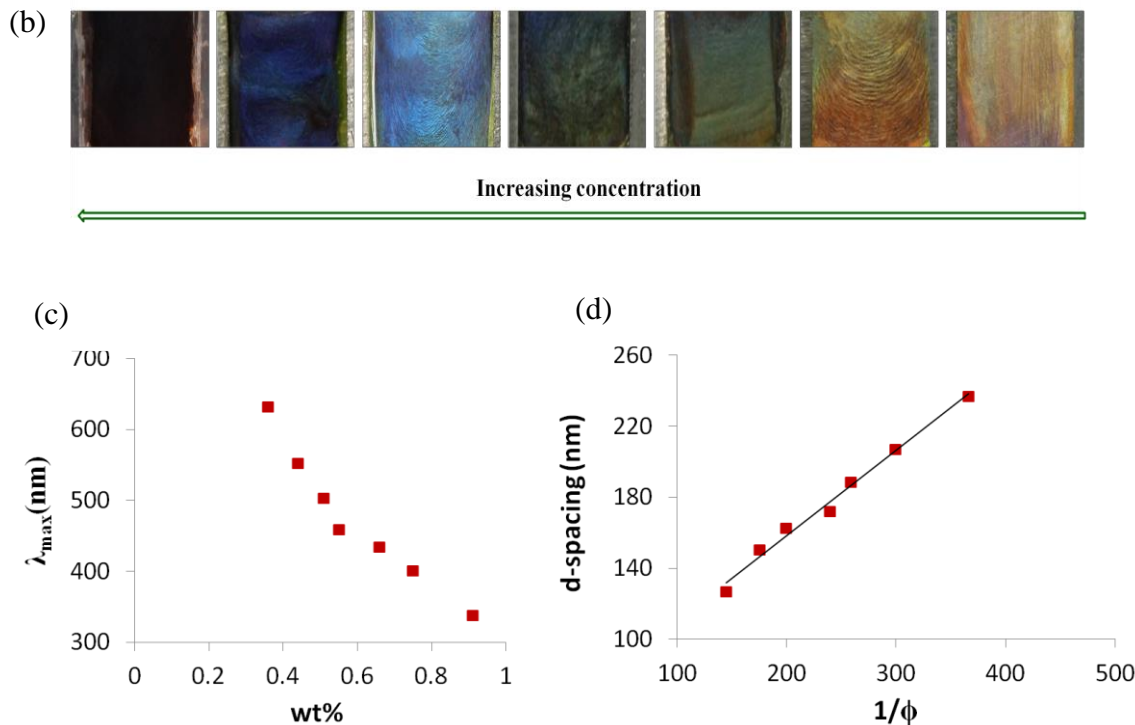 (b)
Increasing concentration
(c)
700
600
500
400
300
0
0.2
0.4
0.6
0.8
1
λmax(nm)
wt%
(d)
260
220
180
140
100
100
200
300
400
500
d-spacing (nm)
1/ϕ